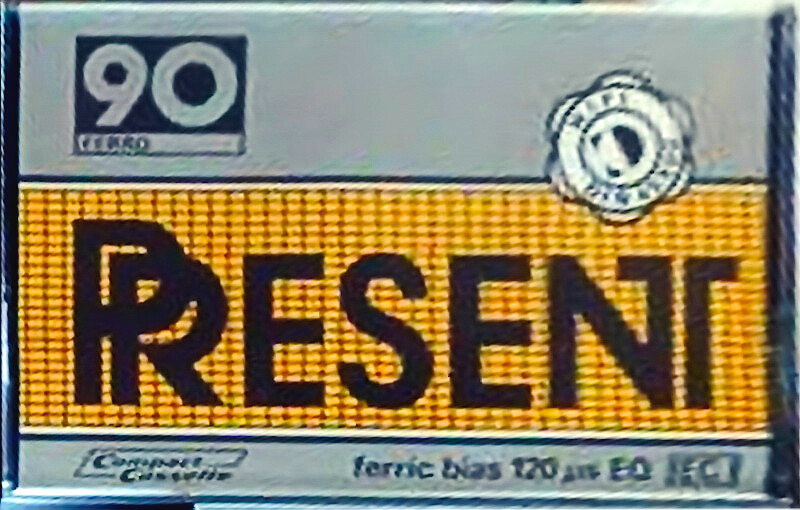 90
FERRO
PRESENT
Compact
Cassette
ferric bias 120 µs EQ IEC I